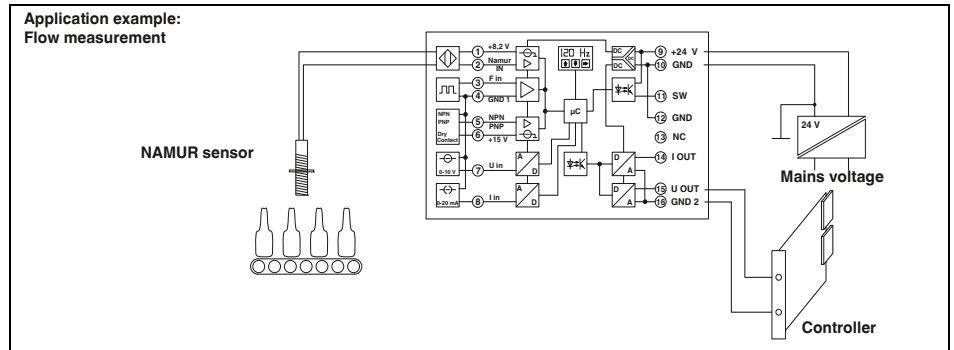 Application example:
Flow measurement
NAMUR sensor
1 +8,2 V
2 Namur
IN
3 F in
4 GND 1
NPN
PNP
Dry
Contact
5 NPN
PNP
6 +15 V
0-10 V
7 U in
0-20 mA
8 I in
A
D
A
D
120 Hz
µC
DC
DC
DC
D
A
D
A
9 +24 V
10 GND
11 SW
12 GND
13 NC
14 I OUT
15 U OUT
16 GND 2
24 V
Mains voltage
Controller